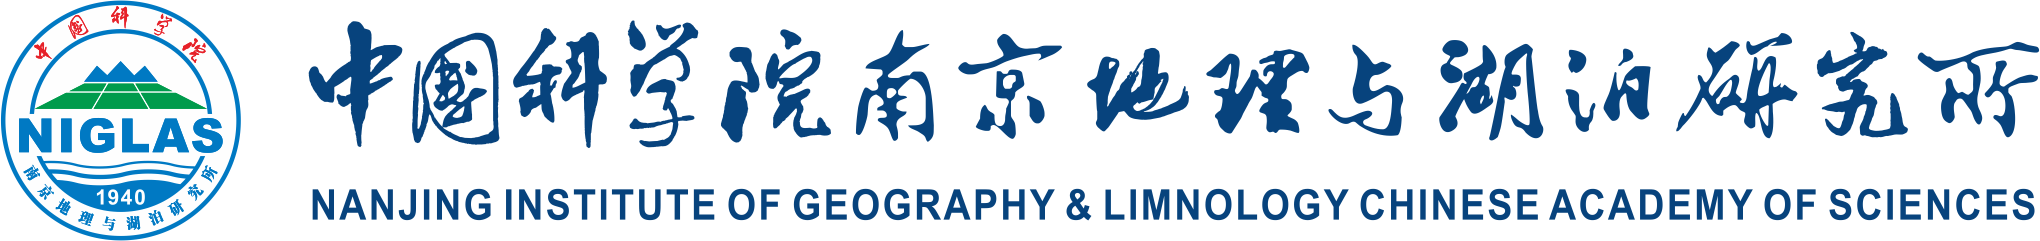 中国科学院
NIGLAS
1940
南京地理与湖泊研究所
中國科学院南京地理与湖泊研究所
NANJING INSTITUTE OF GEOGRAPHY & LIMNOLOGY CHINESE ACADEMY OF SCIENCES